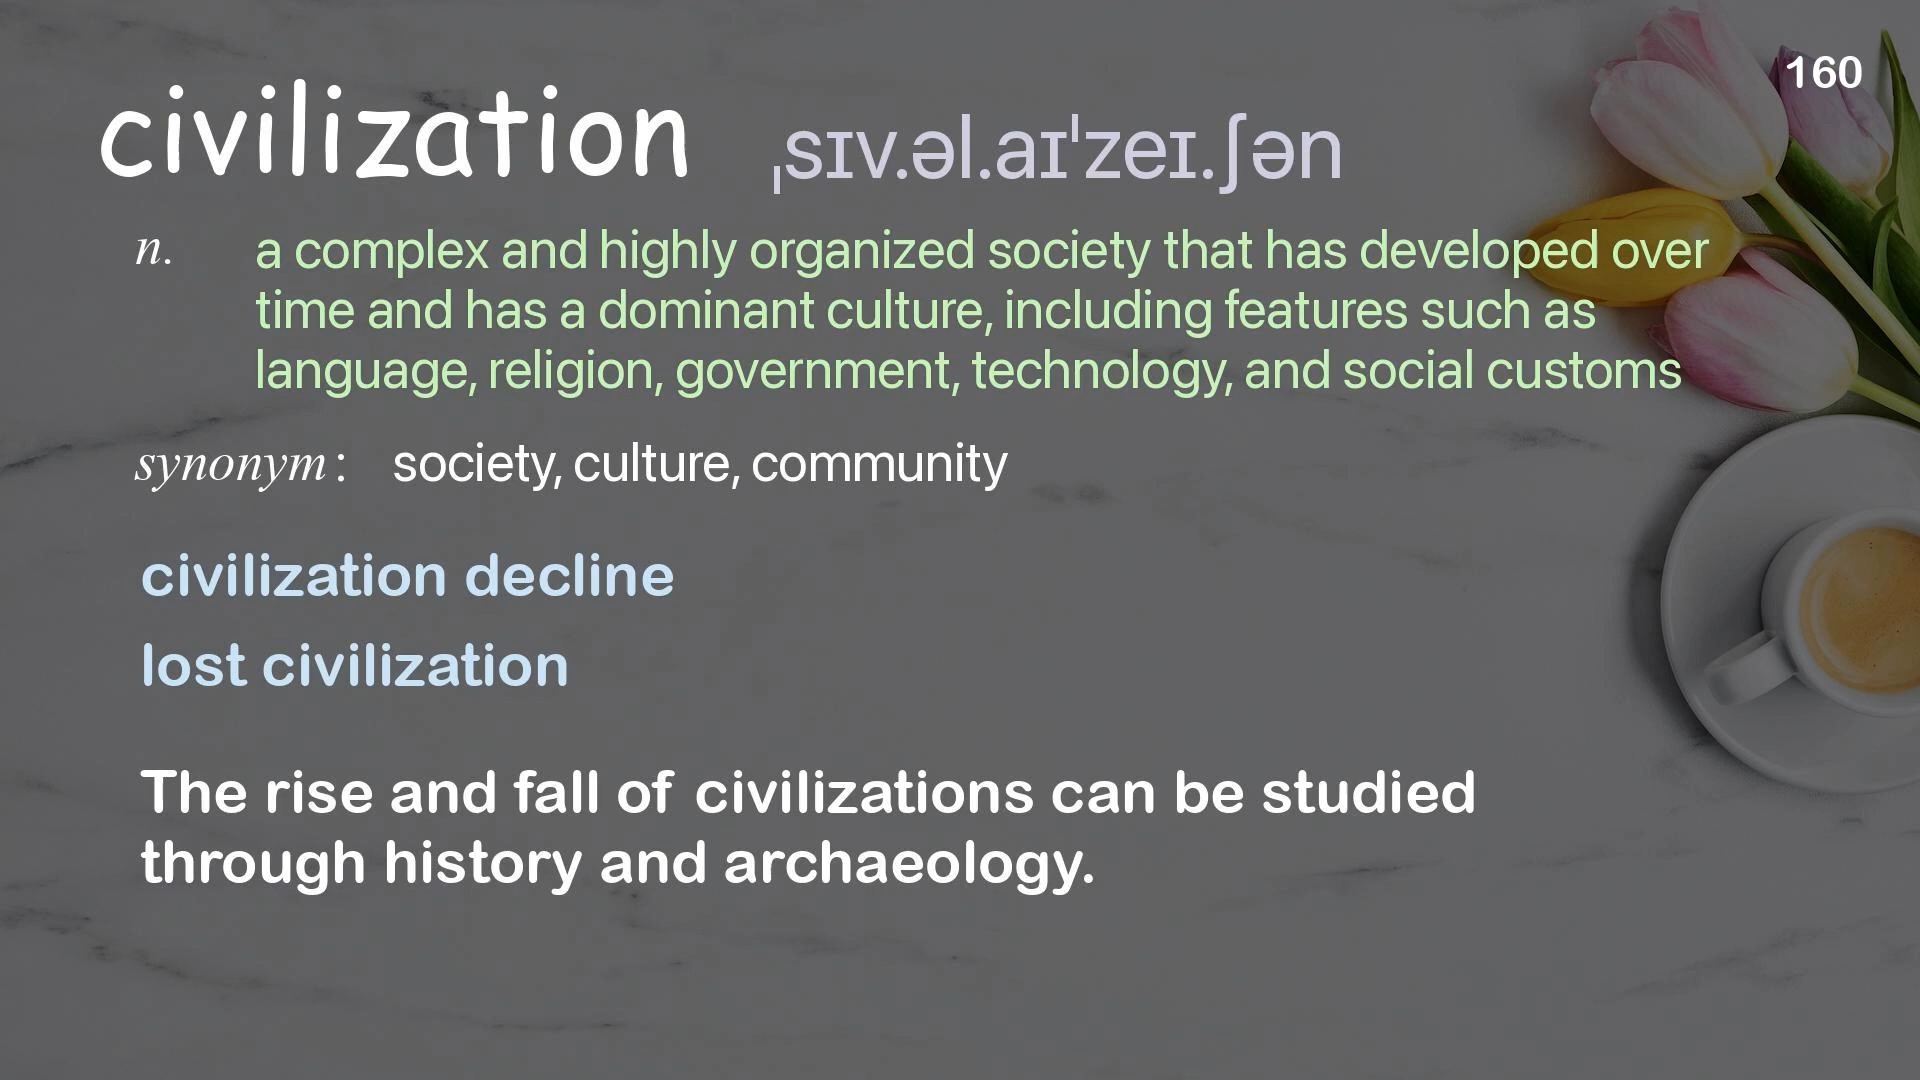 160
civilization ˌsɪv.əl.aɪˈzeɪ.ʃən
n. a complex and highly organized society that has developed over
time and has a dominant culture, including features such as
language, religion, government, technology, and social customs
synonym: society, culture, community
civilization decline
lost civilization
The rise and fall of civilizations can be studied
through history and archaeology.